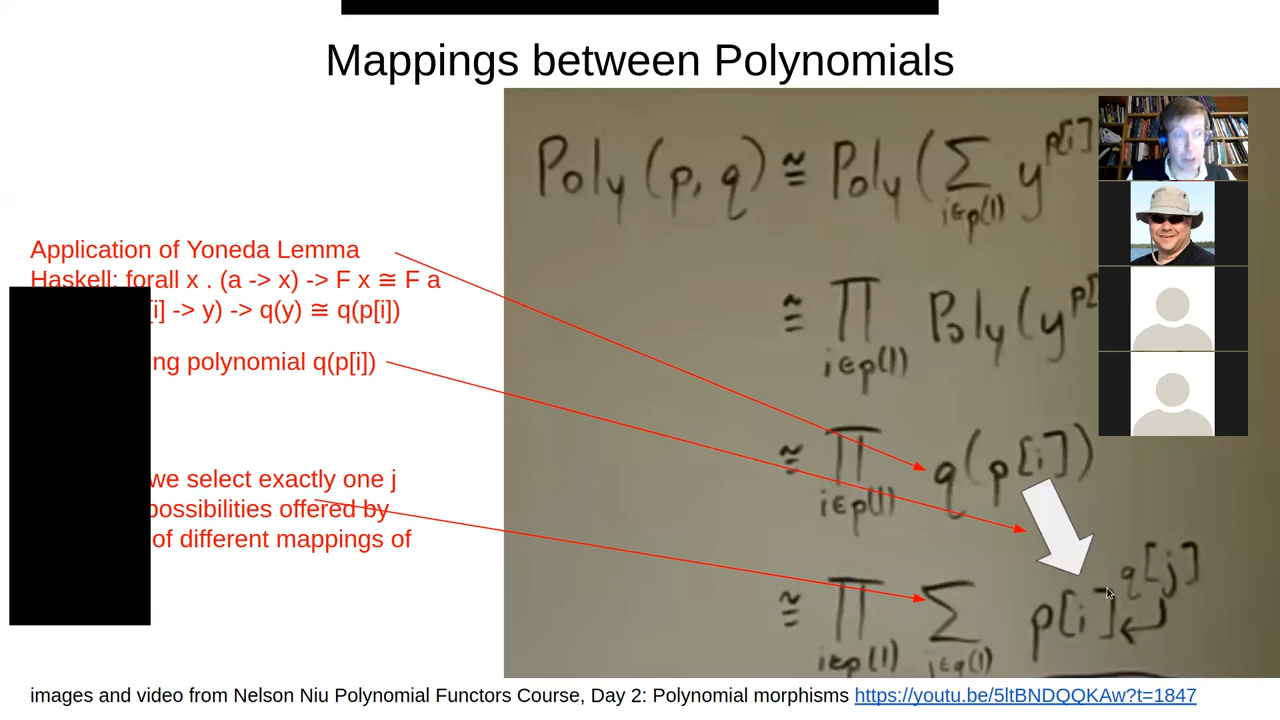 Mappings between Polynomials
Poly(p, q) ≅ Poly(∑ y^p[i]
i∈p(1)
Application of Yoneda Lemma
Haskell: forall x . (a -> x) -> F x ≅ F a
[i] -> y) -> q(y) ≅ q(p[i])
≅ ∏ Poly(y^p[
i∈p(1)
ng polynomial q(p[i])
≅ ∏ q(p[i])
i∈p(1)
we select exactly one j
possibilities offered by
of different mappings of
≅ ∏ ∑ p[i]^q[j]
i∈p(1) j∈q(1)
images and video from Nelson Niu Polynomial Functors Course, Day 2: Polynomial morphisms https://youtu.be/5ltBNDQQKAw?t=1847